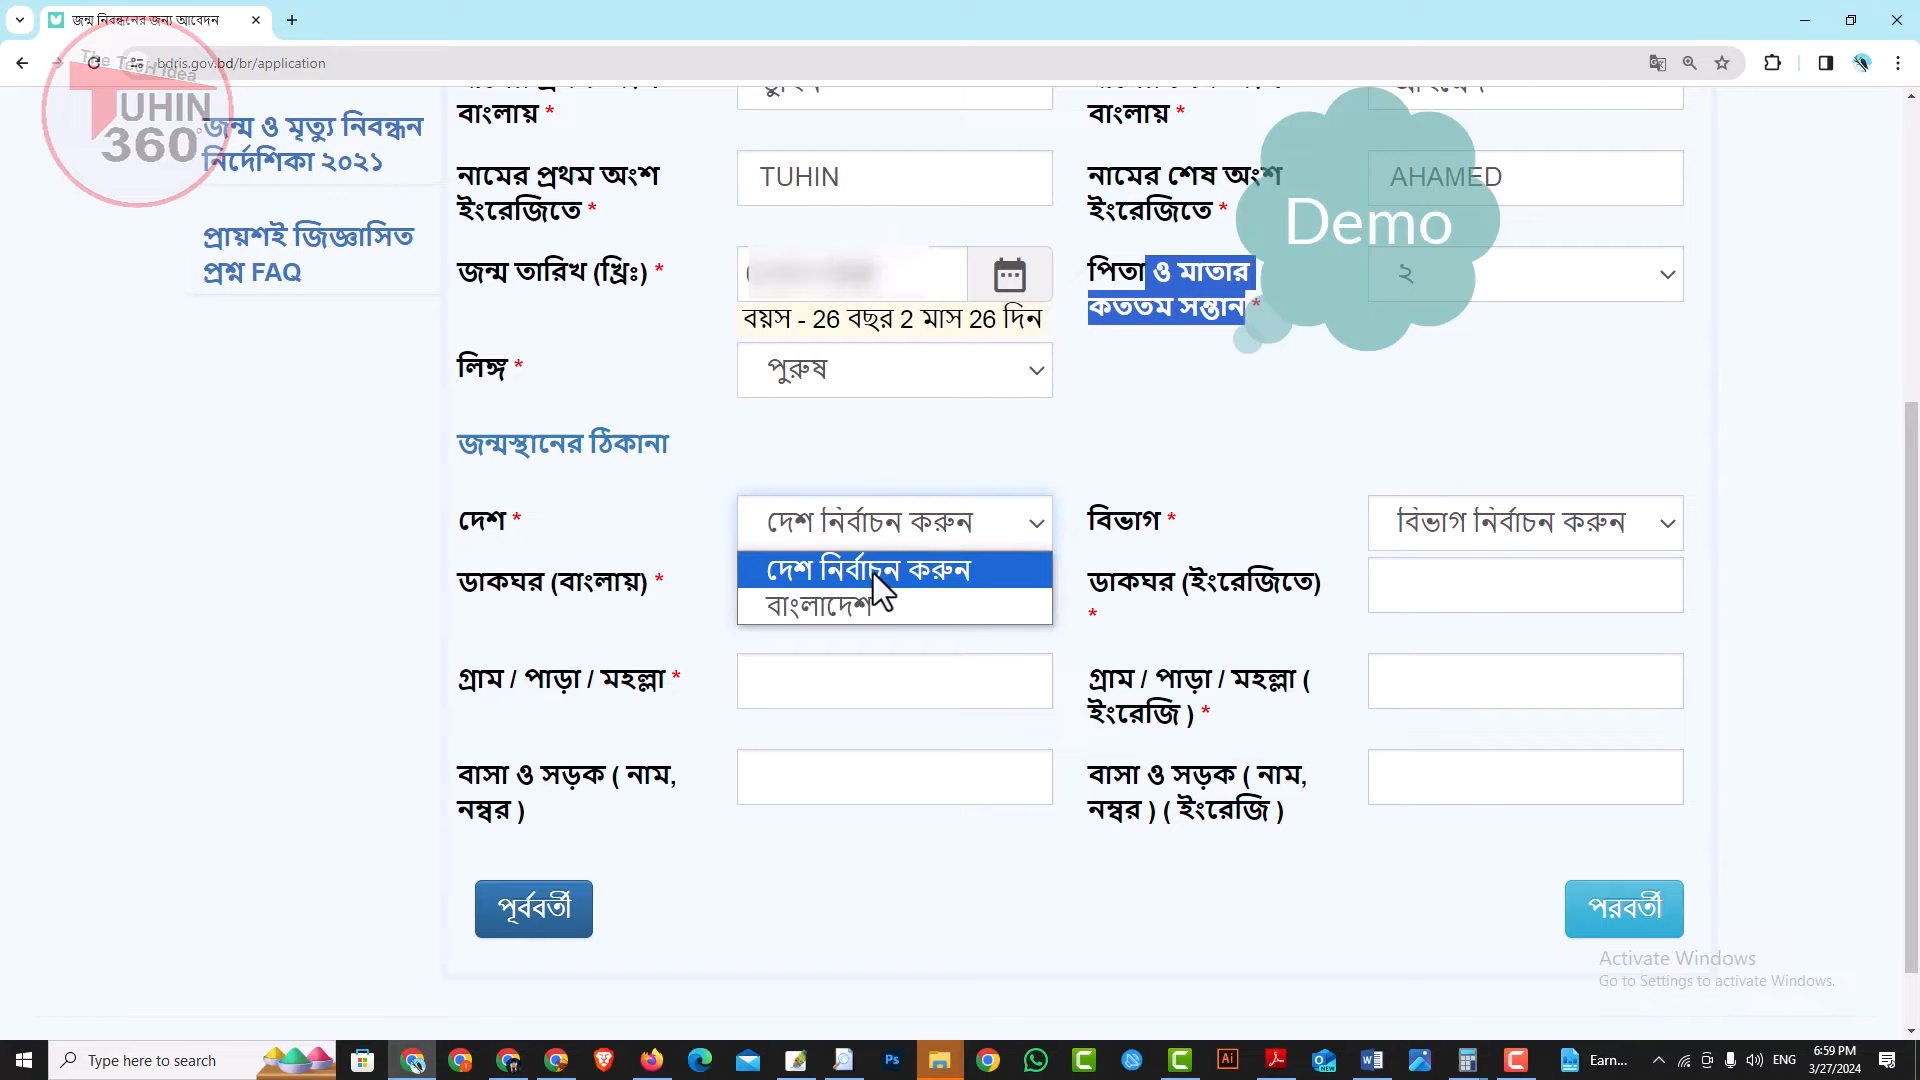 জন্ম নিবন্ধনের জন্য আবেদন
bdris.gov.bd/br/application
The Tech Idea
TUHIN
360°
জন্ম ও মৃত্যু নিবন্ধন
নির্দেশিকা ২০২১
প্রায়শই জিজ্ঞাসিত
প্রশ্ন FAQ
বাংলায় *
বাংলায় *
নামের প্রথম অংশ
ইংরেজিতে *
TUHIN
নামের শেষ অংশ
ইংরেজিতে *
AHAMED
Demo
জন্ম তারিখ (খ্রিঃ) *
বয়স - 26 বছর 2 মাস 26 দিন
পিতা ও মাতার
কততম সন্তান *
২
লিঙ্গ *
পুরুষ
জন্মস্থানের ঠিকানা
দেশ *
দেশ নির্বাচন করুন
দেশ নির্বাচন করুন
বাংলাদেশ
বিভাগ *
বিভাগ নির্বাচন করুন
ডাকঘর (বাংলায়) *
ডাকঘর (ইংরেজিতে)
*
গ্রাম / পাড়া / মহল্লা *
গ্রাম / পাড়া / মহল্লা (
ইংরেজি ) *
বাসা ও সড়ক ( নাম,
নম্বর )
বাসা ও সড়ক ( নাম,
নম্বর ) ( ইংরেজি )
পূর্ববর্তী
পরবর্তী
Activate Windows
Go to Settings to activate Windows.
Type here to search
Earn...
ENG
6:59 PM
3/27/2024